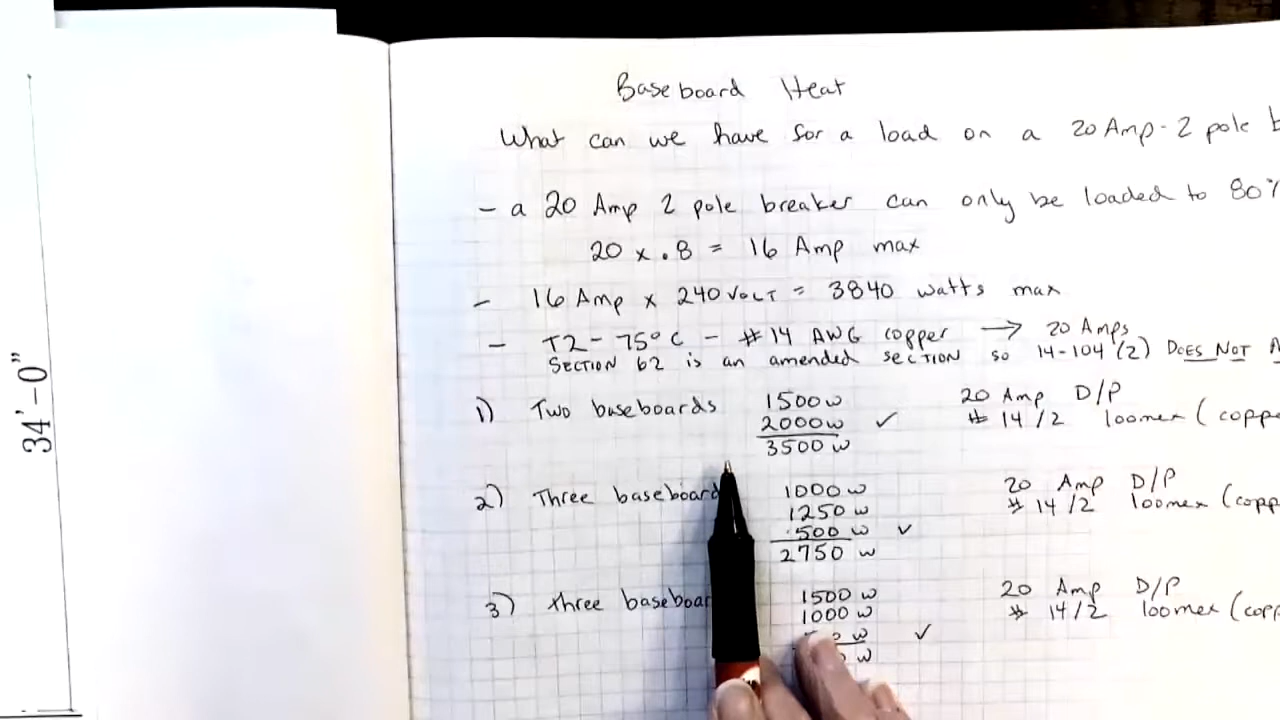 Baseboard Heat
What can we have for a load on a 20 Amp - 2 pole
- a 20 Amp 2 pole breaker can only be loaded to 80%
20 x .8 = 16 Amp max
- 16 Amp x 240 VOLT = 3840 watts max
- T2 - 75°C - #14 AWG copper → 20 Amps
SECTION 62 is an amended section so 14-104 (2) DOES NOT
1) Two baseboards 1500w 20 Amp D/P
2000w ✓ # 14/2 loomex (
3500w
2) Three baseboard 1000w 20 Amp D/P
1250w # 14/2 loomex (
500w ✓
2750w
3) three 1500w 20 Amp D/P
1000w # 14/2 loomex (
w ✓
w
34'-0"